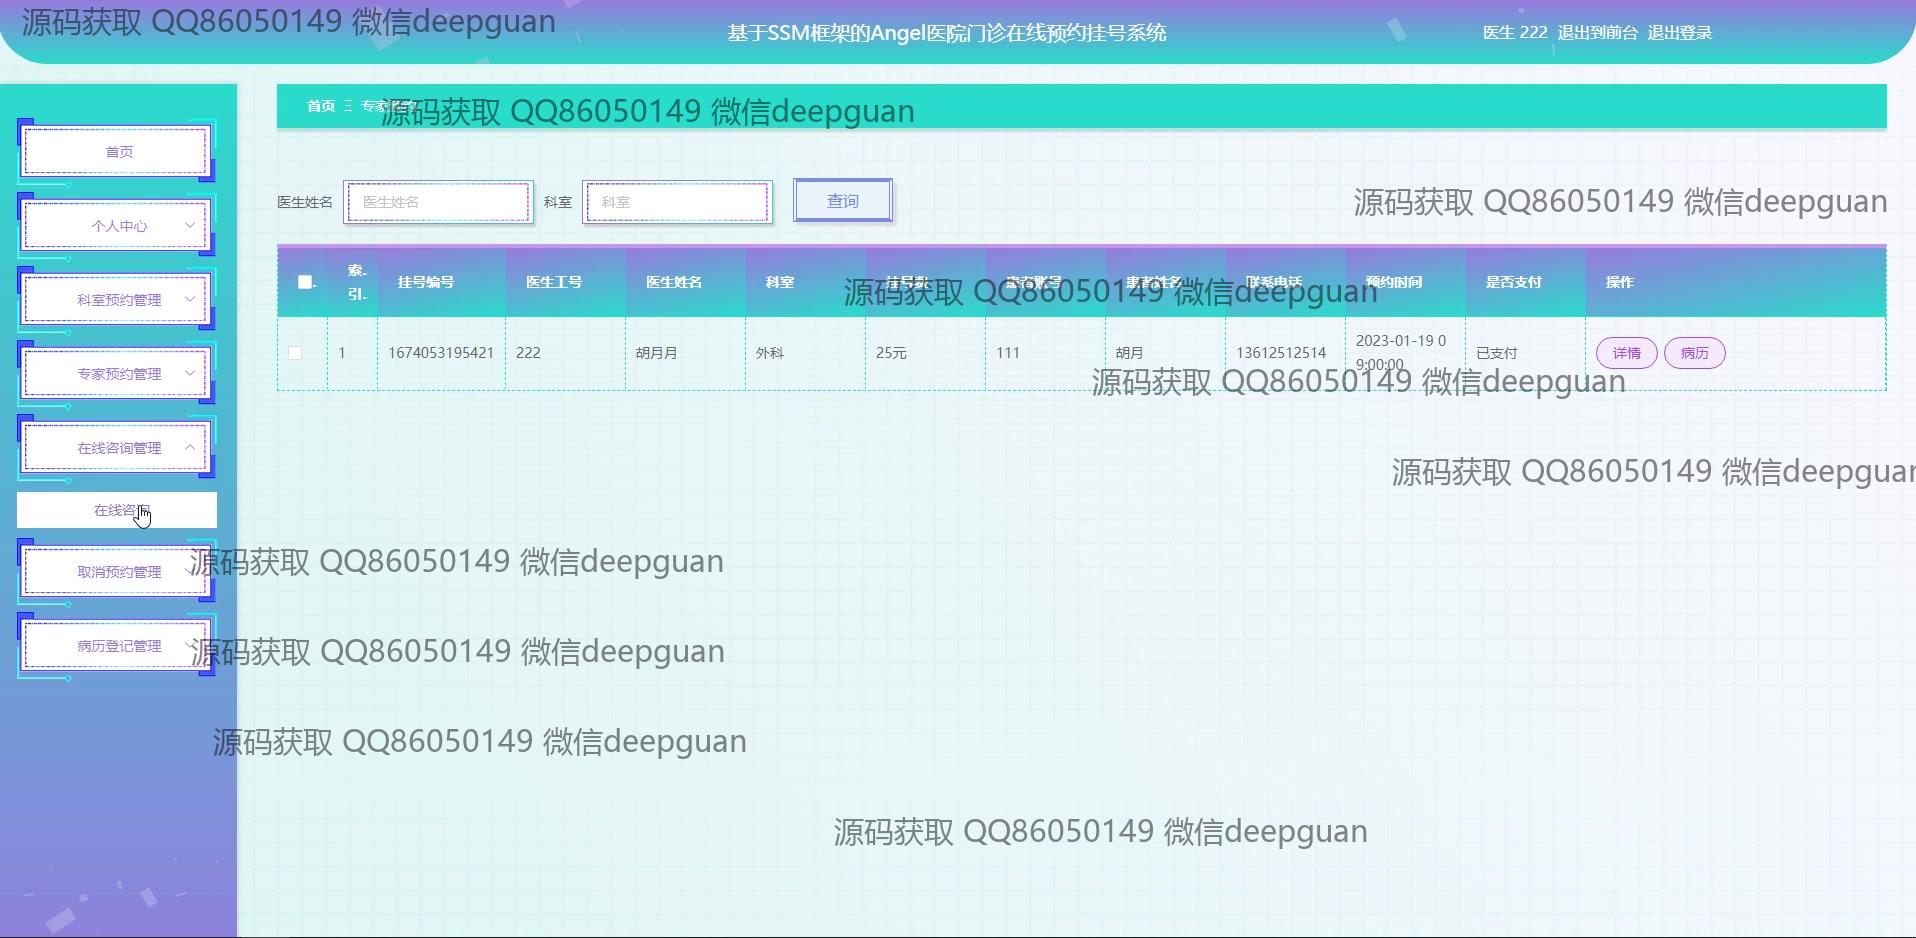 源码获取 QQ86050149 微信deepguan
基于SSM框架的Angel医院门诊在线预约挂号系统
医生 222 退出到前台 退出登录
首页 专家预约
源码获取 QQ86050149 微信deepguan
首页
个人中心
科室预约管理
专家预约管理
在线咨询管理
在线咨询
取消预约管理
病历登记管理
医生姓名 医生姓名 科室 科室 查询
源码获取 QQ86050149 微信deepguan
索引 挂号编号 医生工号 医生姓名 科室 挂号费 患者账号 患者姓名 联系电话 预约时间 是否支付 操作
源码获取 QQ86050149 微信deepguan
1 1674053195421 222 胡月月 外科 25元 111 胡月 13612512514 2023-01-19 09:00:00 已支付 详情 病历
源码获取 QQ86050149 微信deepguan
源码获取 QQ86050149 微信deepguan
源码获取 QQ86050149 微信deepguan
源码获取 QQ86050149 微信deepguan
源码获取 QQ86050149 微信deepguan
源码获取 QQ86050149 微信deepguan